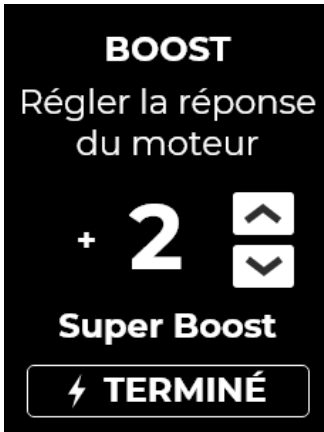 BOOST
Régler la réponse
du moteur
+ 2
Super Boost
TERMINÉ